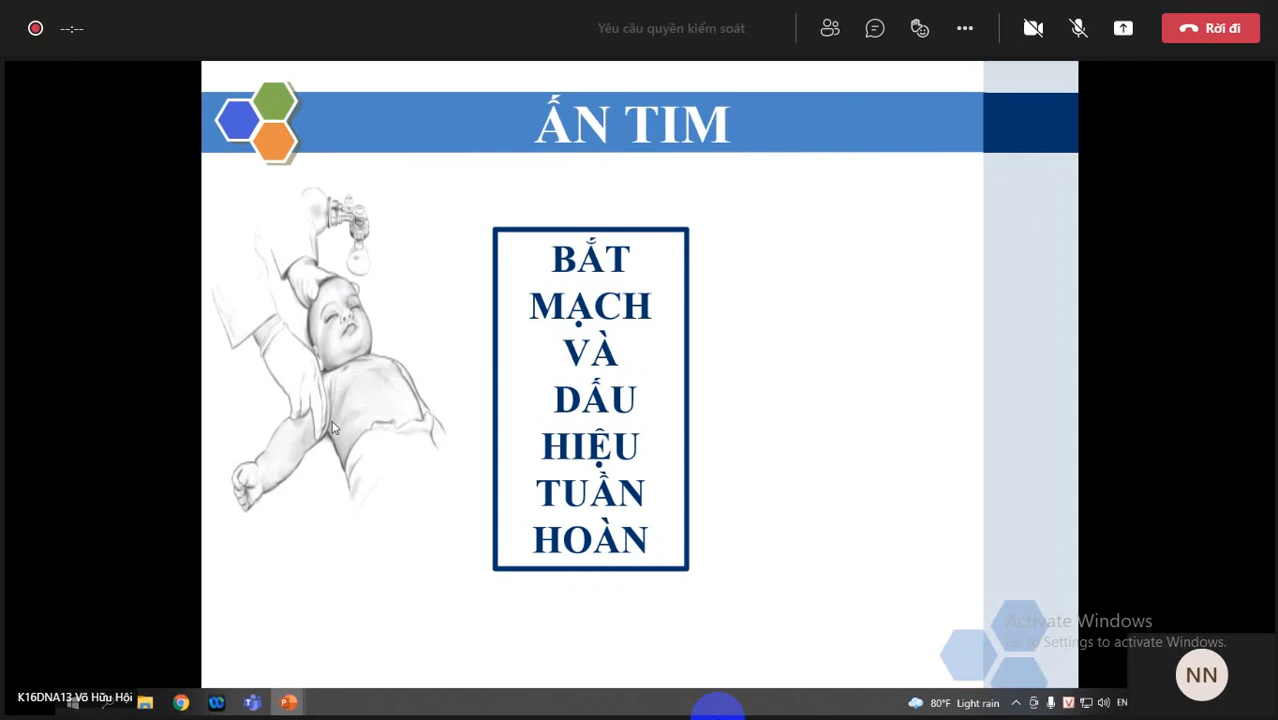 --:--
Yêu cầu quyền kiểm soát
Rời đi
ẤN TIM
BẮT
MẠCH
VÀ
DẤU
HIỆU
TUẦN
HOÀN
Activate Windows
Go to Settings to activate Windows.
NN
K16DNA13 Võ Hữu Hội
80°F Light rain
EN